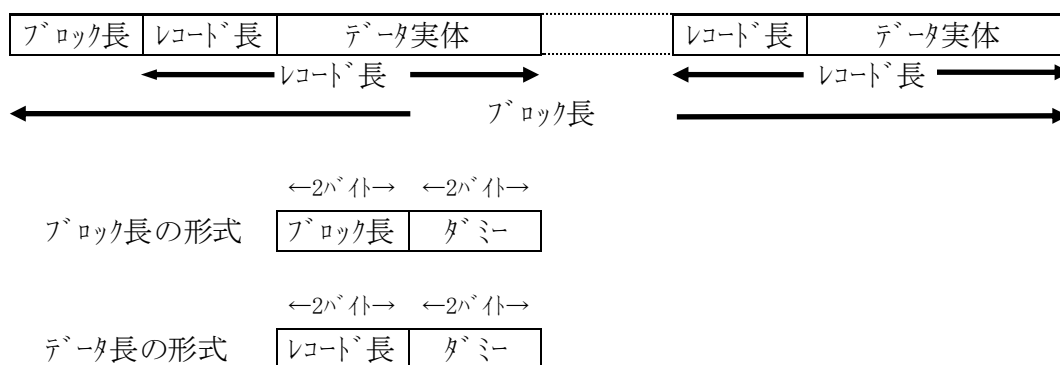 ﾌﾞﾛｯｸ長 ﾚｺｰﾄﾞ長 ﾃﾞｰﾀ実体 ﾚｺｰﾄﾞ長 ﾃﾞｰﾀ実体
ﾚｺｰﾄﾞ長 ﾚｺｰﾄﾞ長
ﾌﾞﾛｯｸ長
←2ﾊﾞｲﾄ→ ←2ﾊﾞｲﾄ→
ﾌﾞﾛｯｸ長の形式 ﾌﾞﾛｯｸ長 ﾀﾞﾐｰ
←2ﾊﾞｲﾄ→ ←2ﾊﾞｲﾄ→
ﾃﾞｰﾀ長の形式 ﾚｺｰﾄﾞ長 ﾀﾞﾐｰ